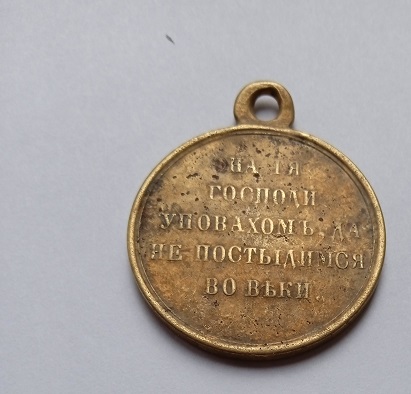 НА ТЯ
ГОСПОДИ
УПОВАХОМЪ, ДА
НЕ ПОСТЫДИМСЯ
ВО ВѢКИ.